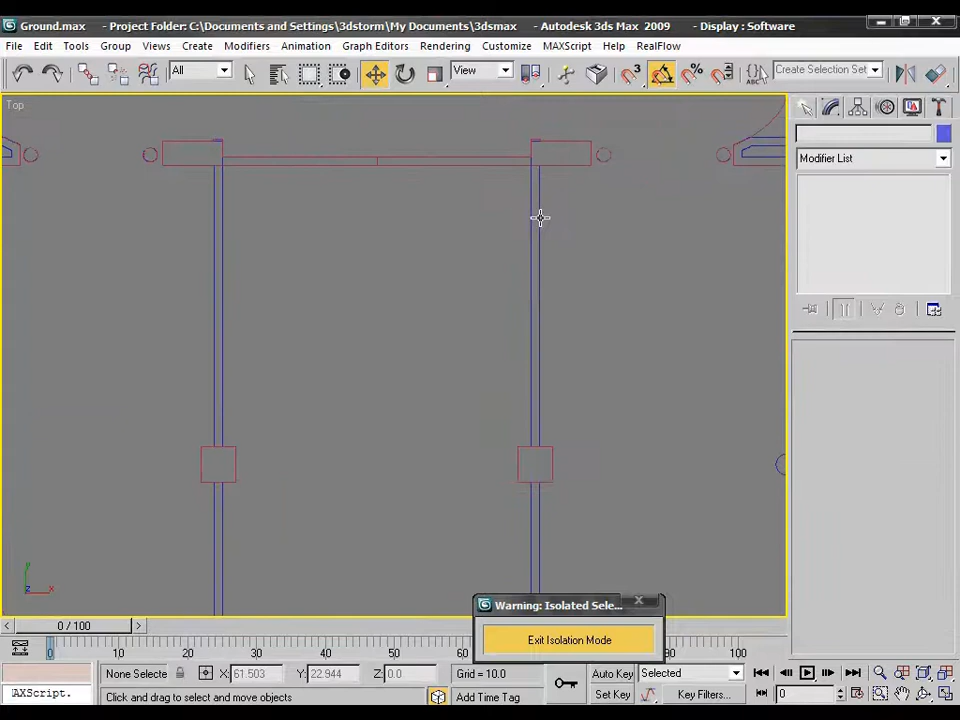 Ground.max - Project Folder: C:\Documents and Settings\3dstorm\My Documents\3dsmax - Autodesk 3ds Max 2009 - Display : Software
File Edit Tools Group Views Create Modifiers Animation Graph Editors Rendering Customize MAXScript Help RealFlow
All View 3 ABC Create Selection Set
Top
Modifier List
y
x
z
Warning: Isolated Sele...
Exit Isolation Mode
0 / 100
0 10 20 30 40 50 60 80 90 100
AXScript.
None Selecte X: 61.503 Y: 22.944 Z: 0.0 Grid = 10.0 Auto Key Selected
Click and drag to select and move objects Add Time Tag Set Key Key Filters... 0